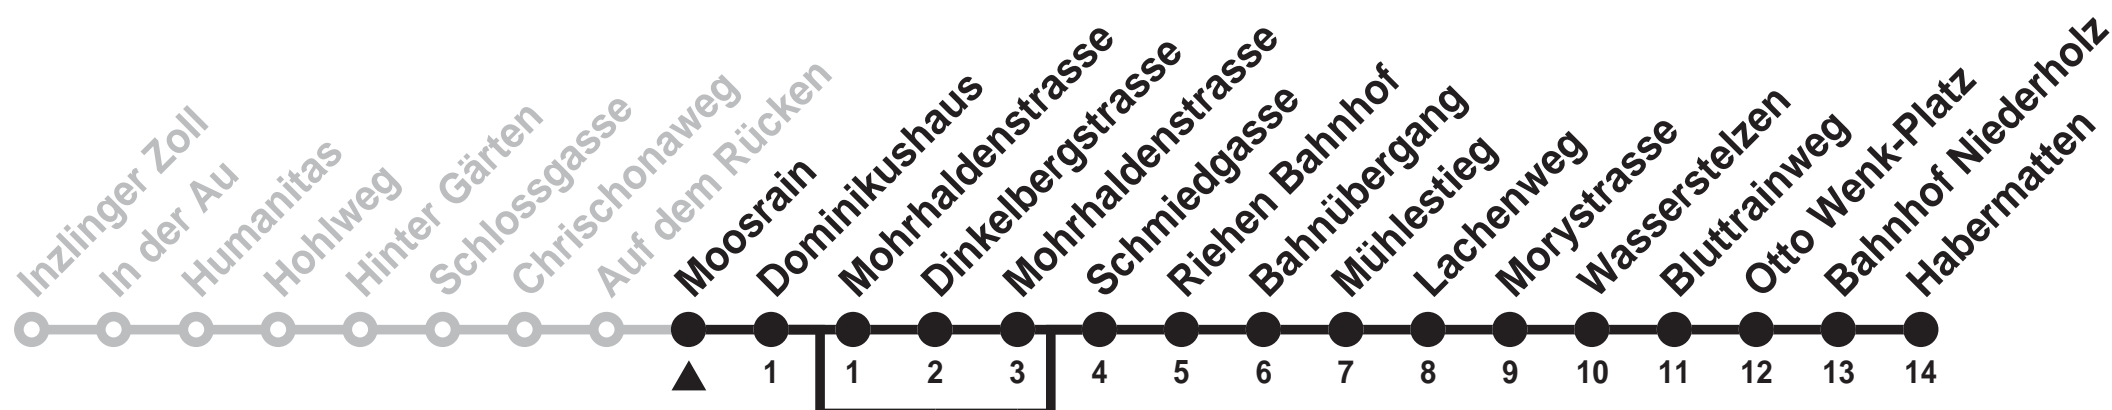 Inzlinger Zoll
In der Au
Humanitas
Hohlweg
Hinter Gärten
Schlossgasse
Chrischonaweg
Auf dem Rücken
Moosrain
Dominikushaus
Mohrhaldenstrasse
Dinkelbergstrasse
Mohrhaldenstrasse
Schmiedgasse
Riehen Bahnhof
Bahnübergang
Mühlestieg
Lachenweg
Morystrasse
Wasserstelzen
Bluttrainweg
Otto Wenk-Platz
Bahnhof Niederholz
Habermatten
1 1 2 3 4 5 6 7 8 9 10 11 12 13 14